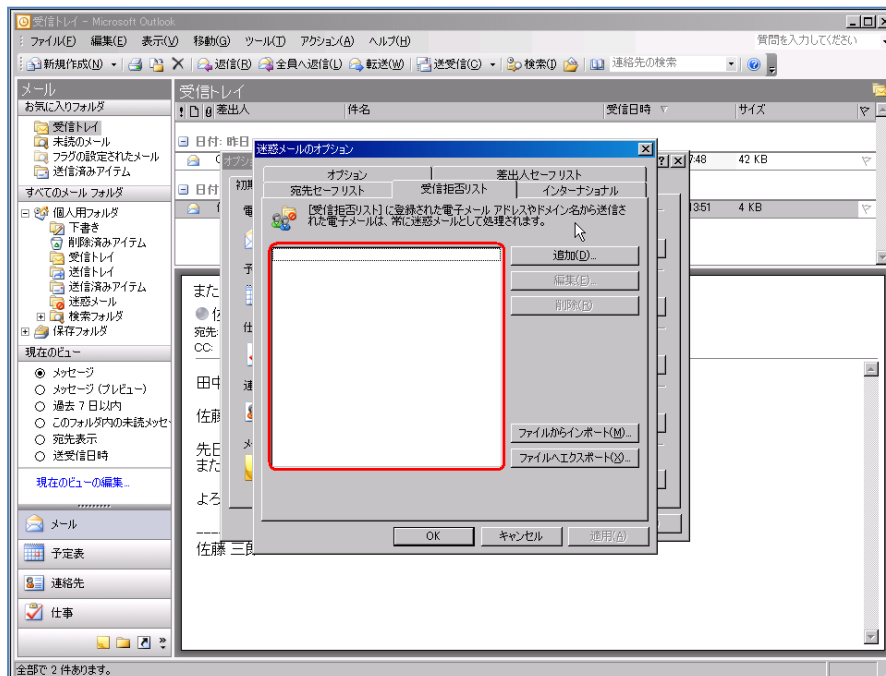 受信トレイ - Microsoft Outlook
ファイル(F) 編集(E) 表示(V) 移動(G) ツール(T) アクション(A) ヘルプ(H) 質問を入力してください
新規作成(N) 返信(R) 全員へ返信(L) 転送(W) 送受信(C) 検索(I) 連絡先の検索
メール
お気に入りフォルダ
受信トレイ
未読のメール
フラグの設定されたメール
送信済みアイテム
すべてのメール フォルダ
個人用フォルダ
下書き
削除済みアイテム
受信トレイ
送信トレイ
送信済みアイテム
迷惑メール
検索フォルダ
保存フォルダ
現在のビュー
メッセージ
メッセージ (プレビュー)
過去 7 日以内
このフォルダ内の未読メッセ
宛先表示
送受信日時
現在のビューの編集...
メール
予定表
連絡先
仕事
全部で 2 件あります。
受信トレイ
差出人 件名 受信日時 サイズ
日付: 昨日
7:48 42 KB
日付
13:51 4 KB
また
宛先:
CC:
田中
佐藤
先日
また
よろ
佐藤 三郎
迷惑メールのオプション
オプション 差出人セーフ リスト
宛先セーフ リスト 受信拒否リスト インターナショナル
[受信拒否リスト] に登録された電子メール アドレスやドメイン名から送信さ
れた電子メールは、常に迷惑メールとして処理されます。
追加(D)...
編集(E)...
削除(R)
ファイルからインポート(M)...
ファイルへエクスポート(X)...
OK キャンセル 適用(A)